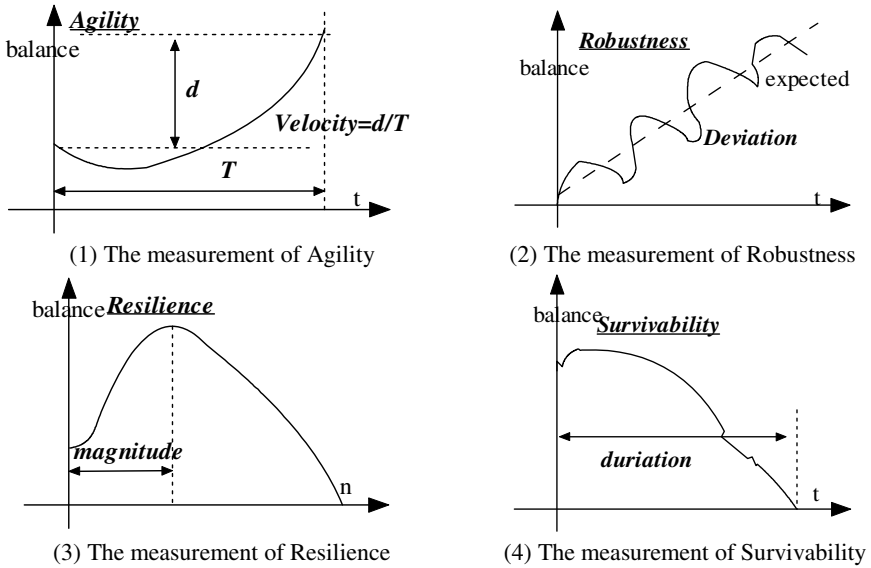 Agility
balance
d
Velocity=d/T
T
t
(1) The measurement of Agility
Robustness
balance
expected
Deviation
t
(2) The measurement of Robustness
balance
Resilience
magnitude
n
(3) The measurement of Resilience
balance
Survivability
duriation
t
(4) The measurement of Survivability